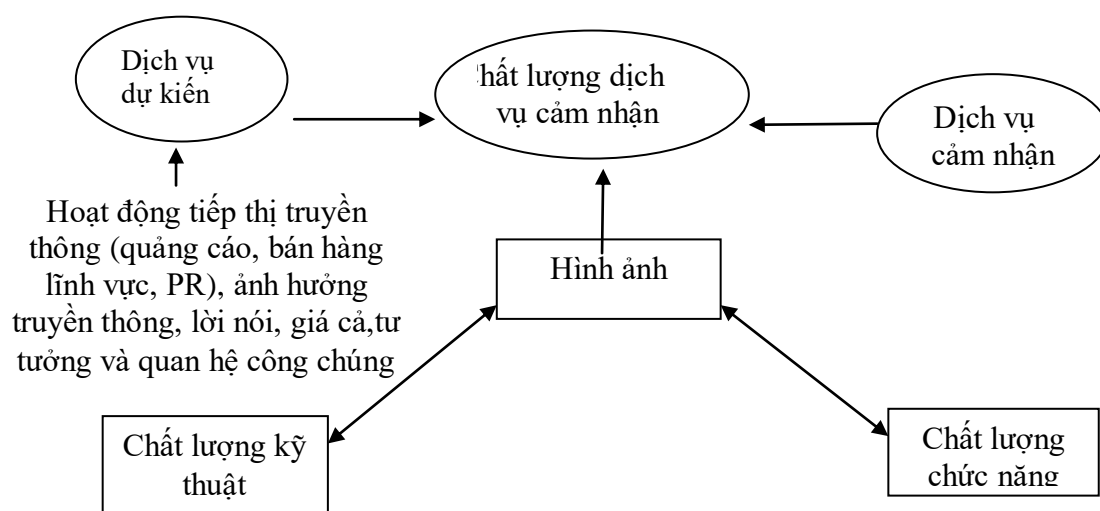 Dịch vụ
dự kiến
Chất lượng dịch
vụ cảm nhận
Dịch vụ
cảm nhận
Hoạt động tiếp thị truyền
thông (quảng cáo, bán hàng
lĩnh vực, PR), ảnh hưởng
truyền thông, lời nói, giá cả,tư
tưởng và quan hệ công chúng
Hình ảnh
Chất lượng kỹ
thuật
Chất lượng
chức năng